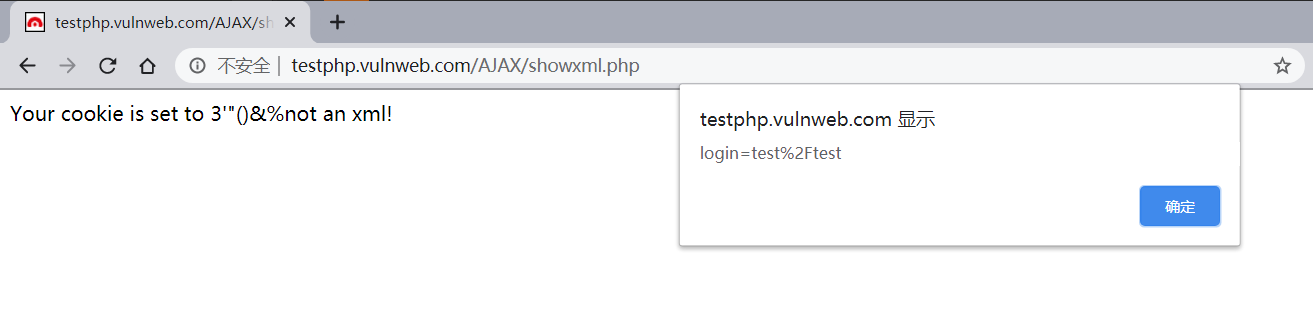 testphp.vulnweb.com/AJAX/sh
不安全 | testphp.vulnweb.com/AJAX/showxml.php
Your cookie is set to 3'"()&%not an xml!
testphp.vulnweb.com 显示
login=test%2Ftest
确定